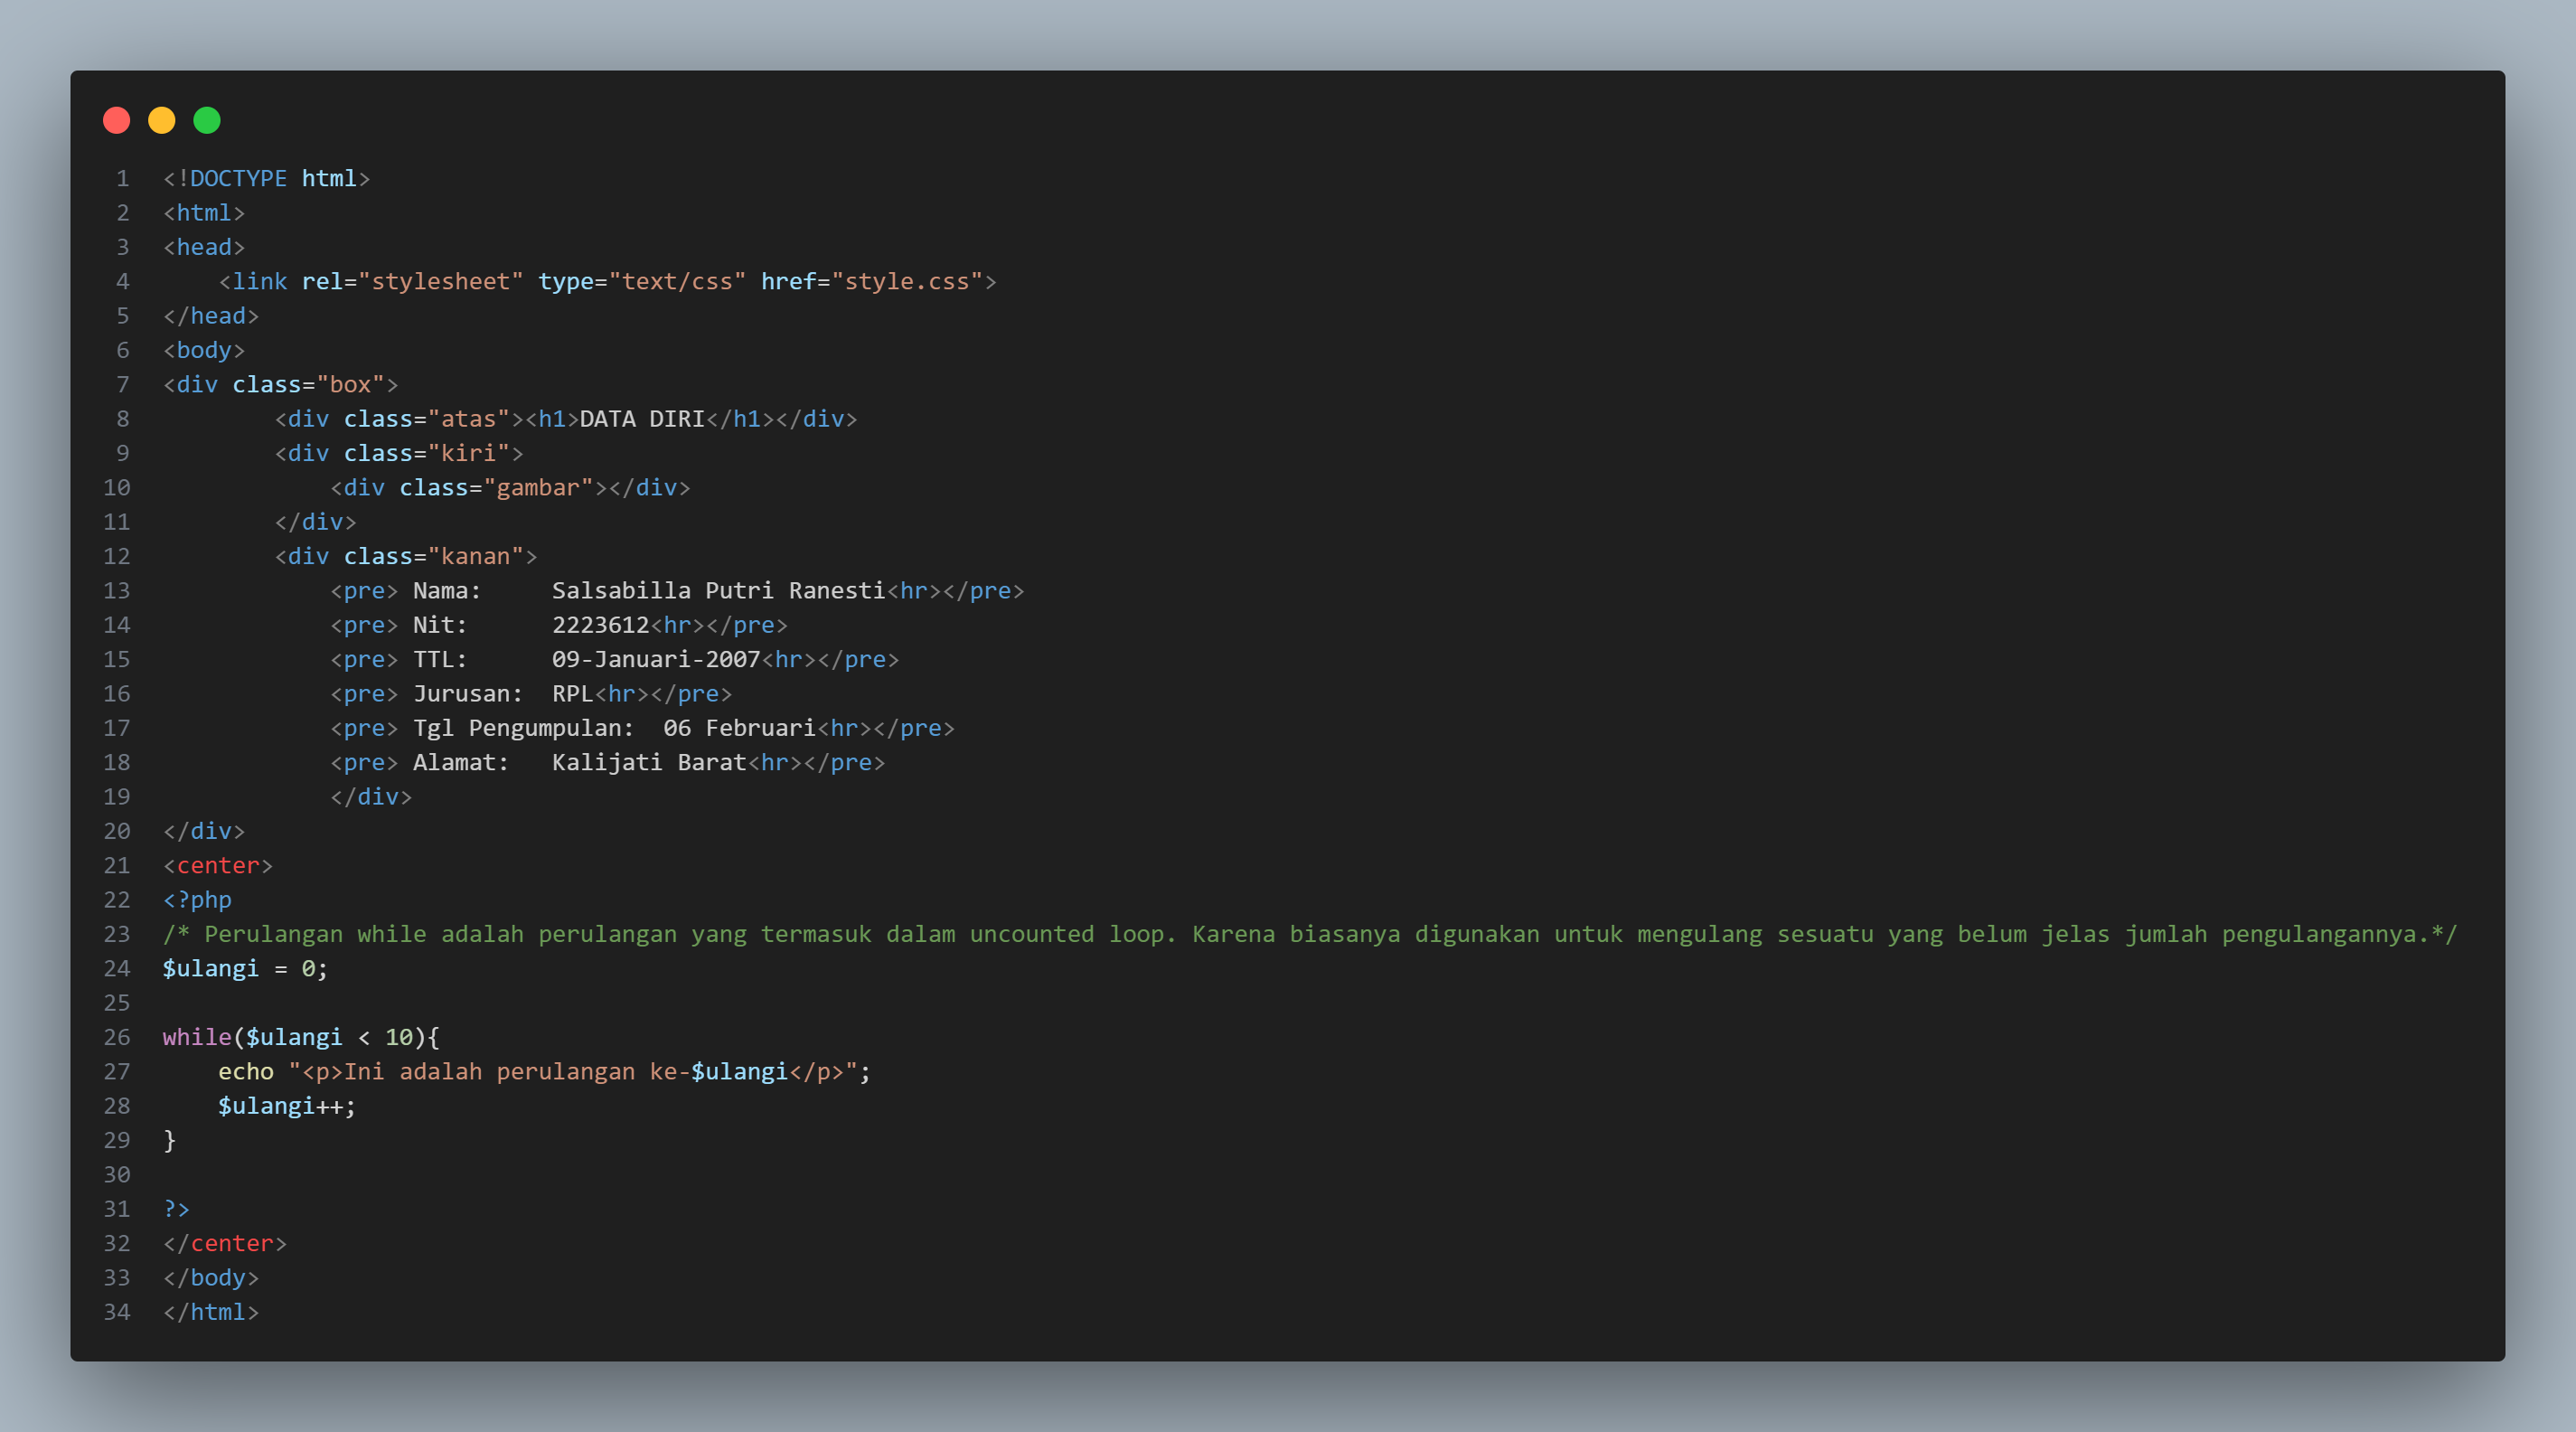 1 <!DOCTYPE html>
2 <html>
3 <head>
4     <link rel="stylesheet" type="text/css" href="style.css">
5 </head>
6 <body>
7 <div class="box">
8         <div class="atas"><h1>DATA DIRI</h1></div>
9         <div class="kiri">
10             <div class="gambar"></div>
11         </div>
12         <div class="kanan">
13             <pre> Nama:     Salsabilla Putri Ranesti<hr></pre>
14             <pre> Nit:      2223612<hr></pre>
15             <pre> TTL:      09-Januari-2007<hr></pre>
16             <pre> Jurusan:  RPL<hr></pre>
17             <pre> Tgl Pengumpulan:  06 Februari<hr></pre>
18             <pre> Alamat:   Kalijati Barat<hr></pre>
19             </div>
20 </div>
21 <center>
22 <?php
23 /* Perulangan while adalah perulangan yang termasuk dalam uncounted loop. Karena biasanya digunakan untuk mengulang sesuatu yang belum jelas jumlah pengulangannya.*/
24 $ulangi = 0;
25
26 while($ulangi < 10){
27     echo "<p>Ini adalah perulangan ke-$ulangi</p>";
28     $ulangi++;
29 }
30
31 ?>
32 </center>
33 </body>
34 </html>